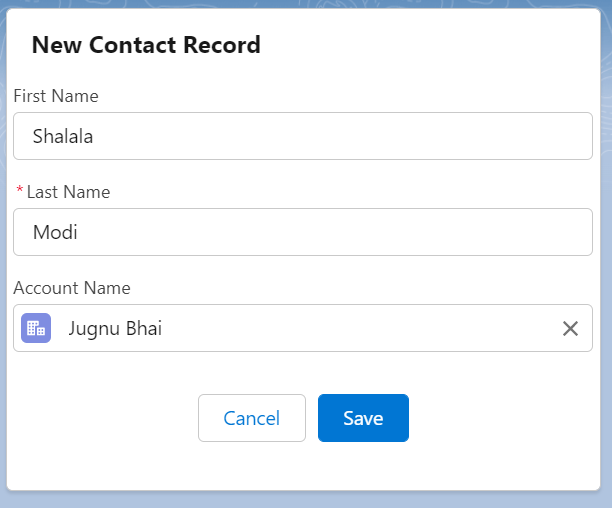 New Contact Record
First Name
Shalala
* Last Name
Modi
Account Name
Jugnu Bhai
Cancel Save